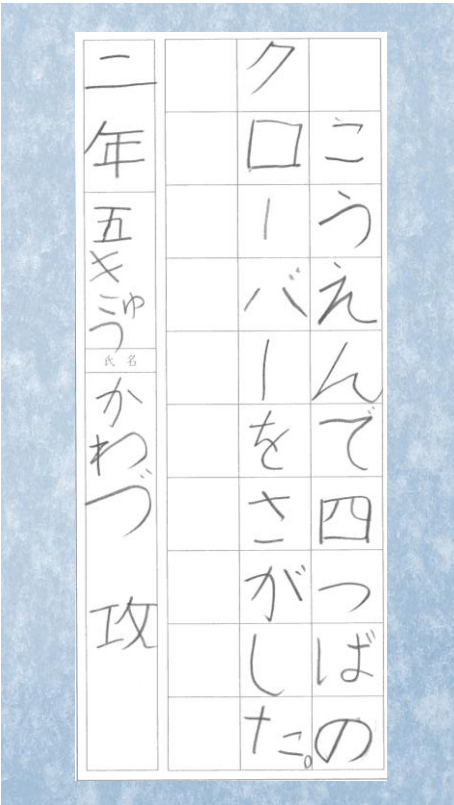 こうえんで四つばの
クローバーをさがした。
二年 五きゅう
氏名 かわづ 攻